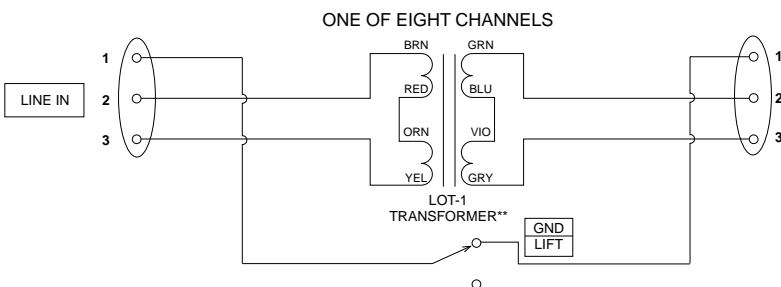 ONE OF EIGHT CHANNELS
BRN GRN
1 1
RED BLU
LINE IN 2 2
ORN VIO
3 3
YEL GRY
LOT-1
TRANSFORMER**
GND
LIFT